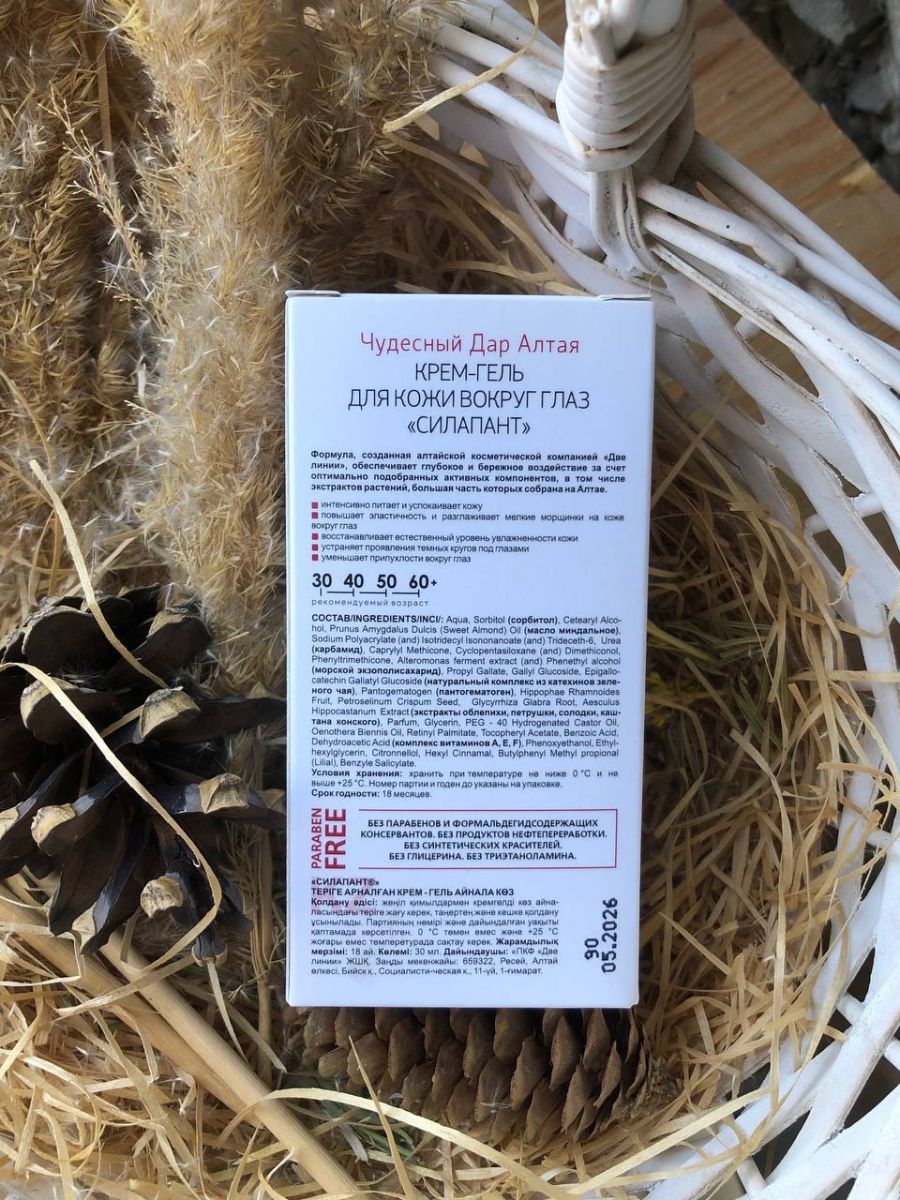 Чудесный Дар Алтая
КРЕМ-ГЕЛЬ
ДЛЯ КОЖИ ВОКРУГ ГЛАЗ
«СИЛАПАНТ»
Формула, созданная алтайской косметической компанией «Две
линии», обеспечивает глубокое и бережное воздействие за счет
оптимально подобранных активных компонентов, в том числе
экстрактов растений, большая часть которых собрана на Алтае.
интенсивно питает и успокаивает кожу
повышает эластичность и разглаживает мелкие морщинки на коже
вокруг глаз
восстанавливает естественный уровень увлажненности кожи
устраняет проявления темных кругов под глазами
уменьшает припухлости вокруг глаз
30 40 50 60+
рекомендуемый возраст
СОСТАВ/INGREDIENTS/INCI/: Aqua, Sorbitol (сорбитол), Cetearyl Alco-
hol, Prunus Amygdalus Dulcis (Sweet Almond) Oil (масло миндальное),
Sodium Polyacrylate (and) Isotridecyl Isononanoate (and) Trideceth-6, Urea
(карбамид), Caprylyl Methicone, Cyclopentasiloxane (and) Dimethiconol,
Phenyltrimethicone, Alteromonas ferment extract (and) Phenethyl alcohol
(морской экзополисахарид), Propyl Gallate, Gallyl Glucoside, Epigallo-
catechin Gallatyl Glucoside (натуральный комплекс из катехинов зеле-
ного чая), Pantogematogen (пантогематоген), Hippophae Rhamnoides
Fruit, Petroselinum Crispum Seed, Glycyrrhiza Glabra Root, Aesculus
Hippocastanum Extract (экстракты облепихи, петрушки, солодки, каш-
тана конского), Parfum, Glycerin, PEG - 40 Hydrogenated Castor Oil,
Oenothera Biennis Oil, Retinyl Palmitate, Tocopheryl Acetate, Benzoic Acid,
Dehydroacetic Acid (комплекс витаминов A, E, F), Phenoxyethanol, Ethyl-
hexylglycerin, Citronnellol, Hexyl Cinnamal, Butylphenyl Methyl propional
(Lilial), Benzyle Salicylate.
Условия хранения: хранить при температуре не ниже 0 °С и не
выше +25 °С. Номер партии и годен до указаны на упаковке.
Срок годности: 18 месяцев.
PARABEN
FREE
БЕЗ ПАРАБЕНОВ И ФОРМАЛЬДЕГИДСОДЕРЖАЩИХ
КОНСЕРВАНТОВ. БЕЗ ПРОДУКТОВ НЕФТЕПЕРЕРАБОТКИ.
БЕЗ СИНТЕТИЧЕСКИХ КРАСИТЕЛЕЙ.
БЕЗ ГЛИЦЕРИНА. БЕЗ ТРИЭТАНОЛАМИНА.
«СИЛАПАНТ®»
ТЕРІГЕ АРНАЛҒАН КРЕМ - ГЕЛЬ АЙНАЛА КӨЗ
Қолдану әдісі: жеңіл қимылдармен кремгелді көз айна-
ласындағы теріге жағу керек, таңертең және кешке қолдану
ұсынылады. Партияның нөмірі және дайындалған уақыты
қаптамада көрсетілген. 0 °С төмен емес және +25 °С
жоғары емес температурада сақтау керек. Жарамдылық
мерзімі: 18 ай. Көлемі: 30 мл. Дайындаушы: «ПКФ «Две
линии» ЖШҚ. Заңды мекенжайы: 659322, Ресей, Алтай
өлкесі, Бийск қ., Социалисти-ческая к., 11-үй, 1-ғимарат.
90
05.2026